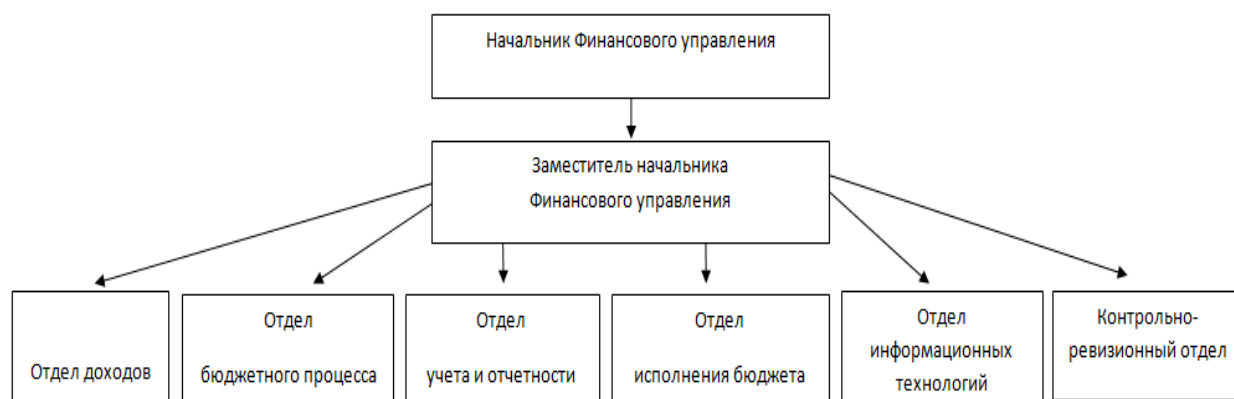 Начальник Финансового управления
Заместитель начальника
Финансового управления
Отдел доходов
Отдел
бюджетного процесса
Отдел
учета и отчетности
Отдел
исполнения бюджета
Отдел
информационных
технологий
Контрольно-
ревизионный отдел